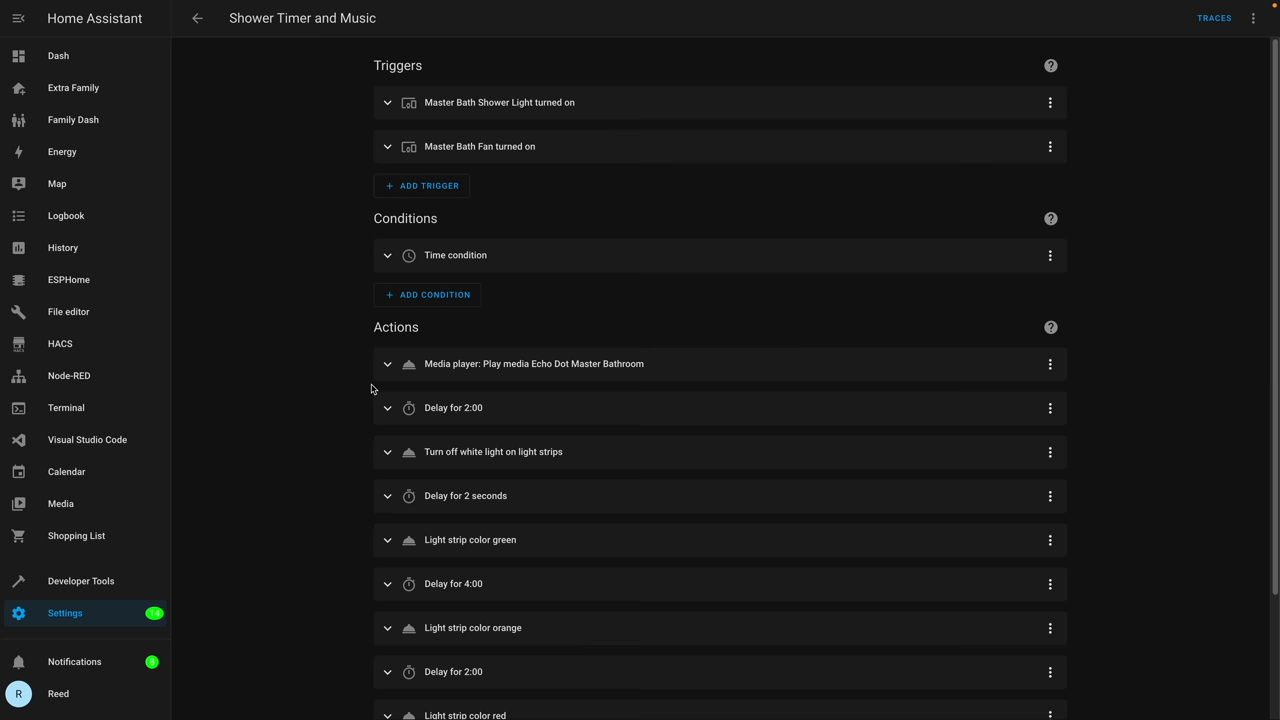 Home Assistant
Shower Timer and Music
TRACES
Dash
Extra Family
Family Dash
Energy
Map
Logbook
History
ESPHome
File editor
HACS
HACS
Node-RED
Terminal
Visual Studio Code
Calendar
Media
Shopping List
Developer Tools
Settings
14
Notifications
8
R
Reed
Triggers
Master Bath Shower Light turned on
Master Bath Fan turned on
+ ADD TRIGGER
Conditions
Time condition
+ ADD CONDITION
Actions
Media player: Play media Echo Dot Master Bathroom
Delay for 2:00
Turn off white light on light strips
Delay for 2 seconds
Light strip color green
Delay for 4:00
Light strip color orange
Delay for 2:00
Light strip color red